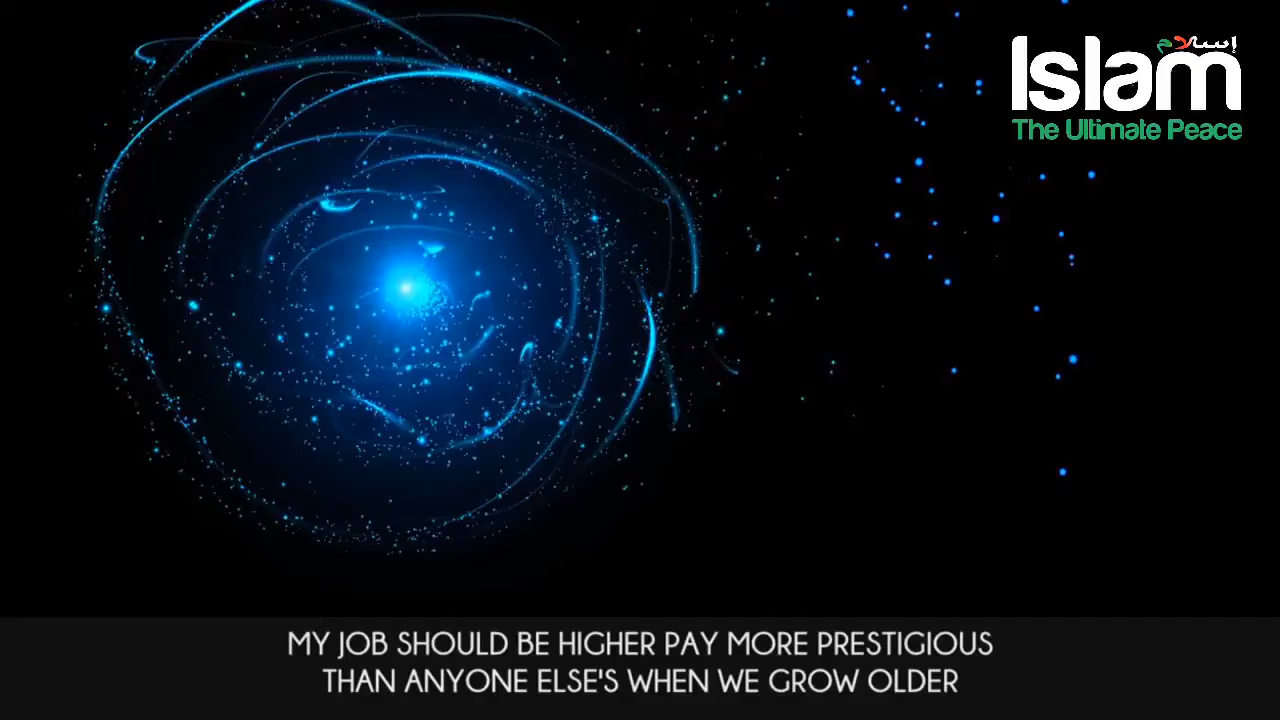 إسلام
Islam
The Ultimate Peace
MY JOB SHOULD BE HIGHER PAY MORE PRESTIGIOUS
THAN ANYONE ELSE'S WHEN WE GROW OLDER